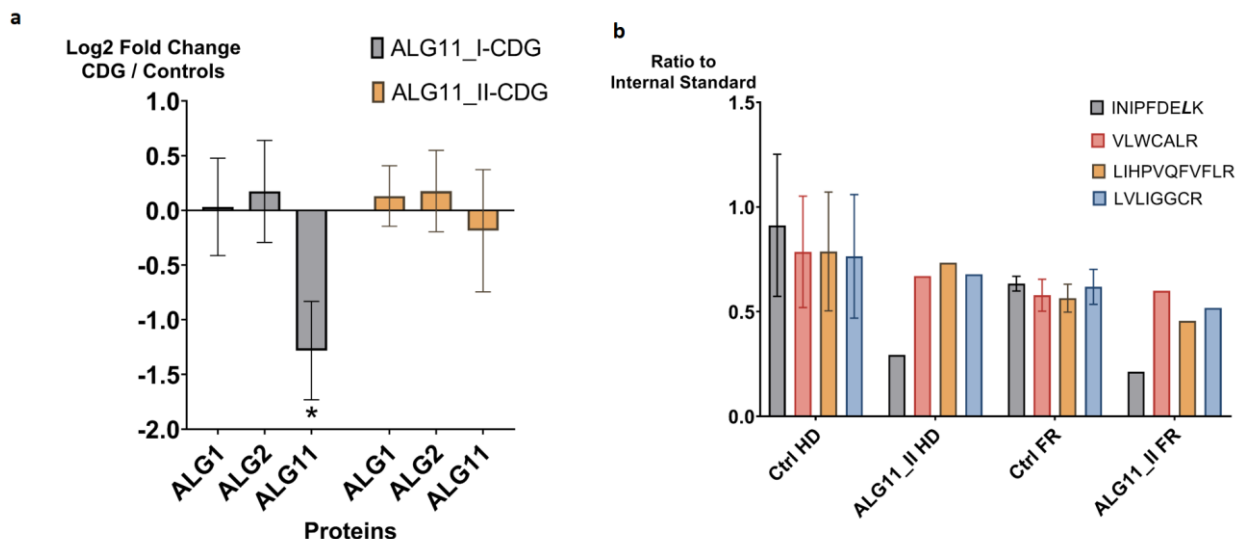 a
Log2 Fold Change
CDG / Controls
ALG11_I-CDG
ALG11_II-CDG
1.0
0.5
0.0
-0.5
-1.0
-1.5
-2.0
*
ALG1
ALG2
ALG11
ALG1
ALG2
ALG11
Proteins
b
Ratio to
Internal Standard
INIPFDELK
VLWCALR
LIHPVQFVFLR
LVLIGGCR
1.5
1.0
0.5
0.0
Ctrl HD
ALG11_II HD
Ctrl FR
ALG11_II FR